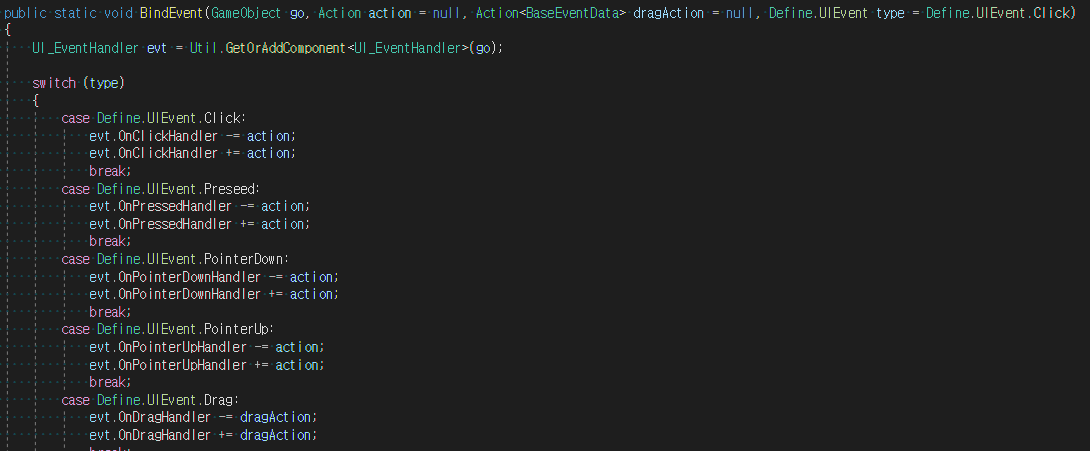 public static void BindEvent(GameObject go, Action action = null, Action<BaseEventData> dragAction = null, Define.UIEvent type = Define.UIEvent.Click)
{
UI_EventHandler evt = Util.GetOrAddComponent<UI_EventHandler>(go);
switch (type)
{
case Define.UIEvent.Click:
evt.OnClickHandler -= action;
evt.OnClickHandler += action;
break;
case Define.UIEvent.Preseed:
evt.OnPressedHandler -= action;
evt.OnPressedHandler += action;
break;
case Define.UIEvent.PointerDown:
evt.OnPointerDownHandler -= action;
evt.OnPointerDownHandler += action;
break;
case Define.UIEvent.PointerUp:
evt.OnPointerUpHandler -= action;
evt.OnPointerUpHandler += action;
break;
case Define.UIEvent.Drag:
evt.OnDragHandler -= dragAction;
evt.OnDragHandler += dragAction;